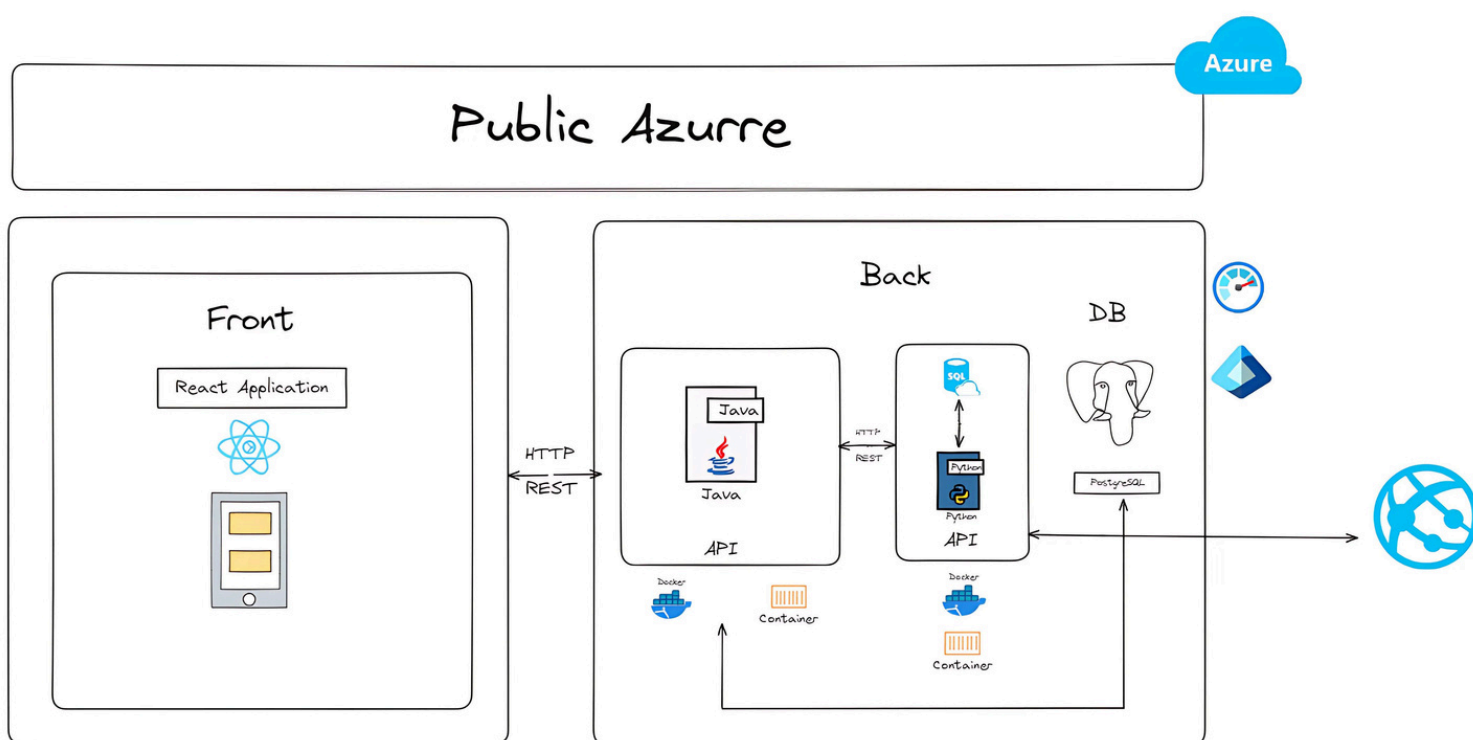 Azure
Public Azurre
Front
React Application
HTTP
REST
Back
DB
Java
Java
API
HTTP
REST
SQL
Python
Python
API
PostgreSQL
Docker
Container
Docker
Container